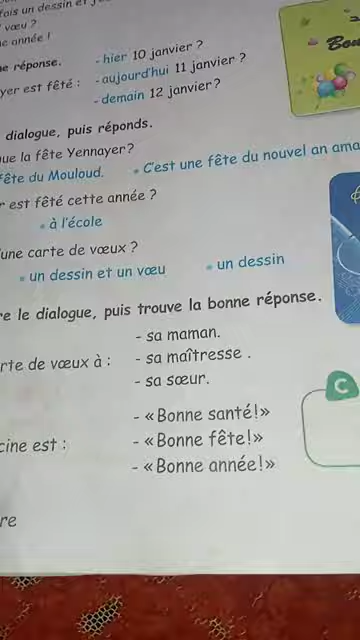 fais un dessin et
vœu ?
année !
réponse.
- hier 10 janvier ?
yer est fêté : - aujourd'hui 11 janvier ?
- demain 12 janvier ?
Bon
dialogue, puis réponds.
que la fête Yennayer?
fête du Mouloud. • C'est une fête du nouvel an ama
est fêté cette année ?
• à l'école
'une carte de vœux ?
• un dessin et un vœu • un dessin
re le dialogue, puis trouve la bonne réponse.
- sa maman.
rte de vœux à : - sa maîtresse .
- sa sœur.
C
- «Bonne santé!»
cine est : - «Bonne fête!»
- «Bonne année!»
re